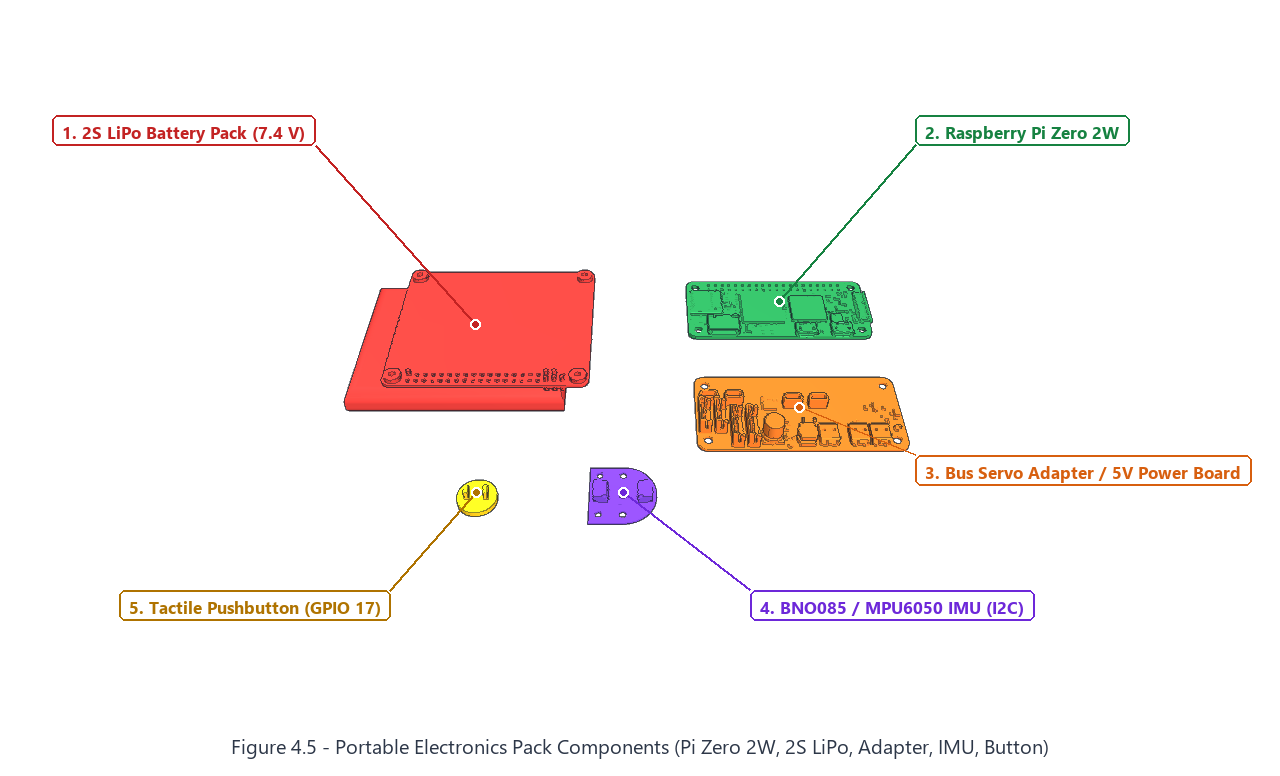 1. 2S LiPo Battery Pack (7.4 V)
2. Raspberry Pi Zero 2W
3. Bus Servo Adapter / 5V Power Board
5. Tactile Pushbutton (GPIO 17)
4. BNO085 / MPU6050 IMU (I2C)
Figure 4.5 - Portable Electronics Pack Components (Pi Zero 2W, 2S LiPo, Adapter, IMU, Button)